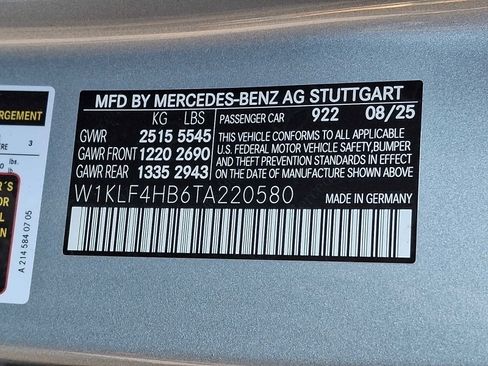 MFD BY MERCEDES-BENZ AG STUTTGART
KG LBS PASSENGER CAR 922 08/25
GVWR 2515 5545
GAWR FRONT 1220 2690
GAWR REAR 1335 2943
THIS VEHICLE CONFORMS TO ALL APPLICABLE
U.S. FEDERAL MOTOR VEHICLE SAFETY, BUMPER
AND THEFT PREVENTION STANDARDS IN EFFECT
ON THE DATE OF MANUFACTURE SHOWN ABOVE.
W1KLF4HB6TA220580 MADE IN GERMANY
RGEMENT
3
lb.
lbs.
A 214 584 07 05